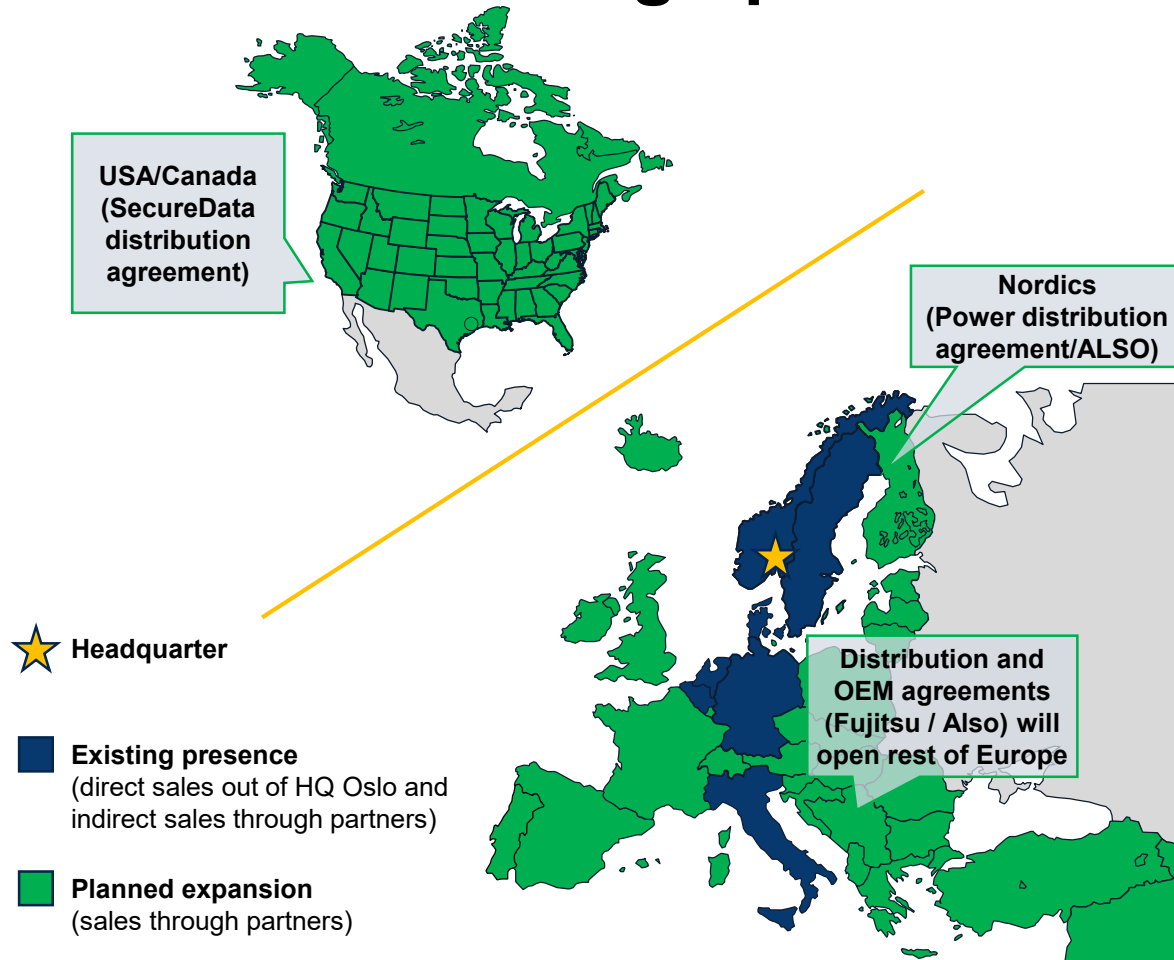 USA/Canada
(SecureData
distribution
agreement)
Nordics
(Power distribution
agreement/ALSO)
Distribution and
OEM agreements
(Fujitsu / Also) will
open rest of Europe
Headquarter
Existing presence
(direct sales out of HQ Oslo and
indirect sales through partners)
Planned expansion
(sales through partners)